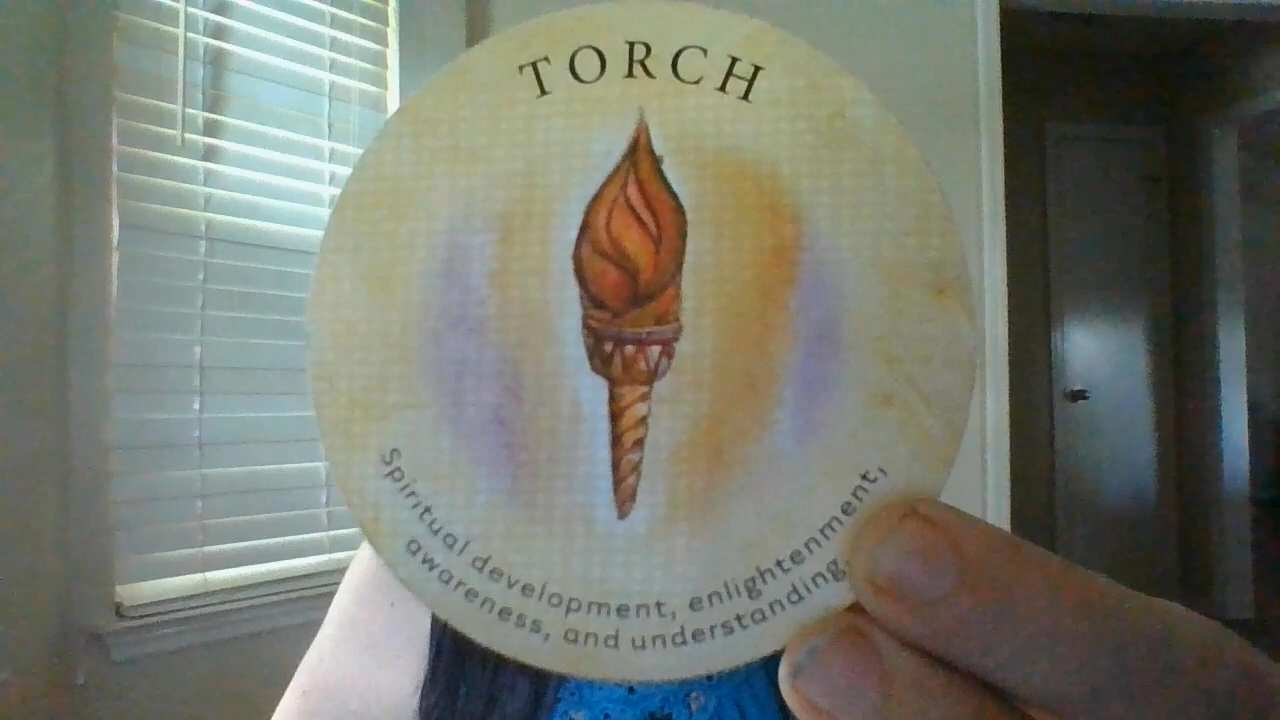 TORCH
Spiritual development, enlightenment,
awareness, and understanding.